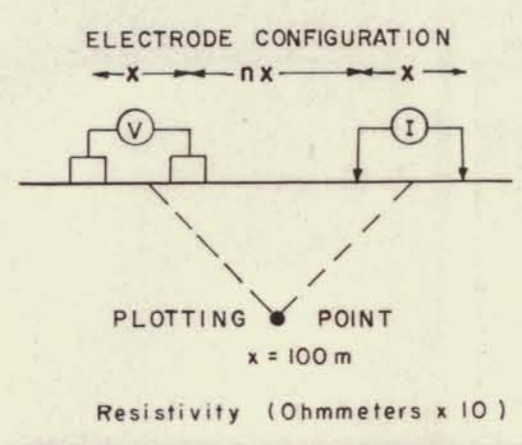 ELECTRODE CONFIGURATION
x nx x
V I
PLOTTING POINT
x = 100 m
Resistivity (Ohmmeters x 10)